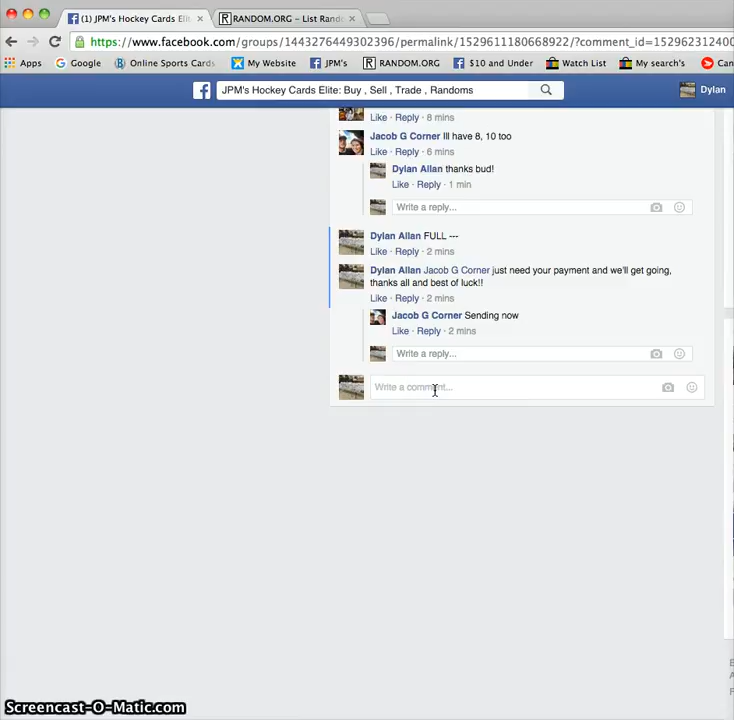 (1) JPM's Hockey Cards Elit
RANDOM.ORG - List Rand
https://www.facebook.com/groups/1443276449302396/permalink/1529611180668922/?comment_id=15296231240
Apps Google Online Sports Cards My Website JPM's RANDOM.ORG $10 and Under Watch List My search's Can
JPM's Hockey Cards Elite: Buy , Sell , Trade , Randoms
Dylan
Like · Reply · 8 mins
Jacob G Corner Ill have 8, 10 too
Like · Reply · 6 mins
Dylan Allan thanks bud!
Like · Reply · 1 min
Write a reply...
Dylan Allan FULL ---
Like · Reply · 2 mins
Dylan Allan Jacob G Corner just need your payment and we'll get going,
thanks all and best of luck!!
Like · Reply · 2 mins
Jacob G Corner Sending now
Like · Reply · 2 mins
Write a reply...
Write a comment...
Screencast-O-Matic.com